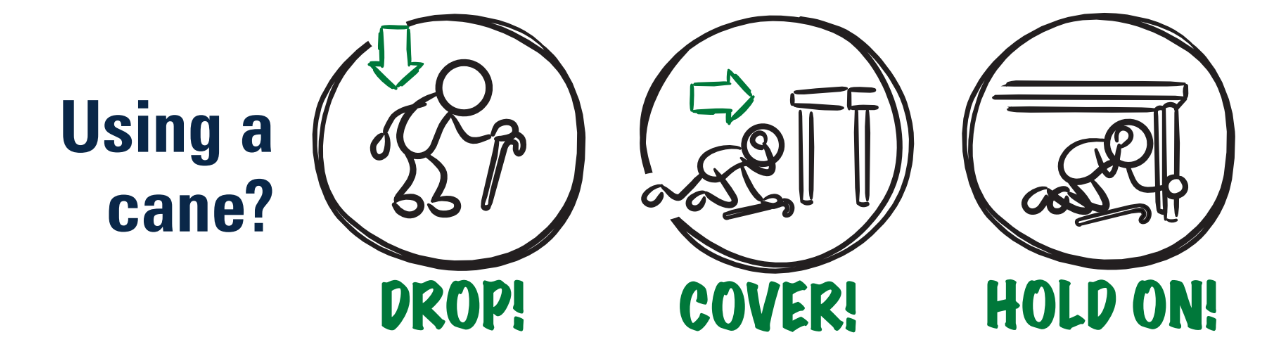 Using a
cane?
DROP!
COVER!
HOLD ON!